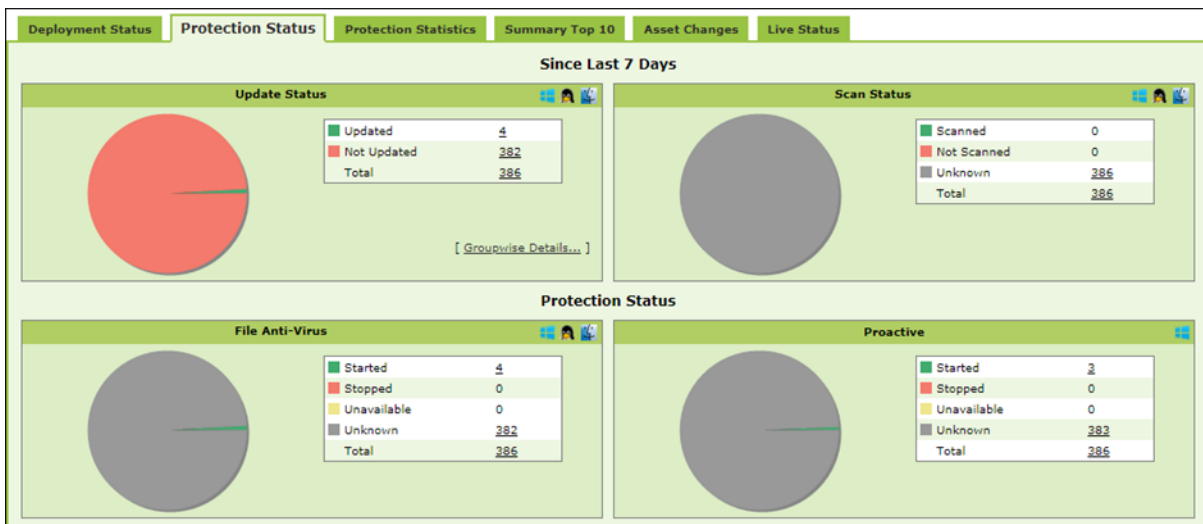 Deployment Status Protection Status Protection Statistics Summary Top 10 Asset Changes Live Status
Since Last 7 Days
Update Status
Updated 4
Not Updated 382
Total 386
[ Groupwise Details... ]
Scan Status
Scanned 0
Not Scanned 0
Unknown 386
Total 386
Protection Status
File Anti-Virus
Started 4
Stopped 0
Unavailable 0
Unknown 382
Total 386
Proactive
Started 3
Stopped 0
Unavailable 0
Unknown 383
Total 386